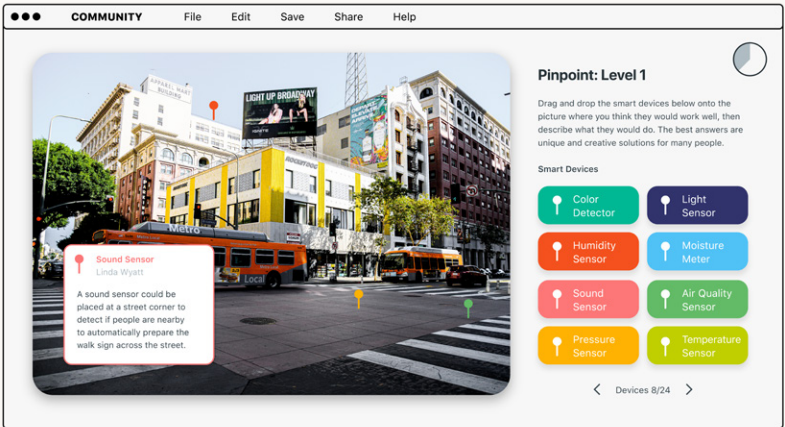 COMMUNITY File Edit Save Share Help
APPAREL MART
BUILDING
LIGHT UP BROADWAY
IGNITE
Metro
Local
Sound Sensor
Linda Wyatt
A sound sensor could be
placed at a street corner to
detect if people are nearby
to automatically prepare the
walk sign across the street.
Pinpoint: Level 1
Drag and drop the smart devices below onto the
picture where you think they would work well, then
describe what they would do. The best answers are
unique and creative solutions for many people.
Smart Devices
Color
Detector
Light
Sensor
Humidity
Sensor
Moisture
Meter
Sound
Sensor
Air Quality
Sensor
Pressure
Sensor
Temperature
Sensor
Devices 8/24